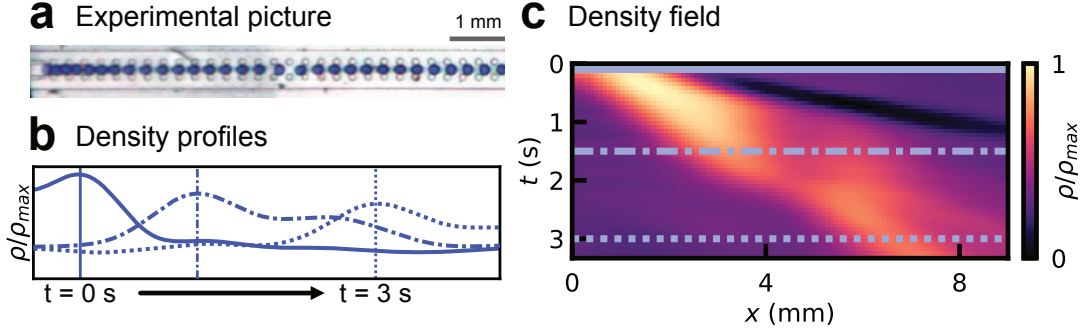 a Experimental picture
1 mm
b Density profiles
ρ/ρmax
t = 0 s
t = 3 s
c Density field
0
1
2
3
t (s)
0
4
8
x (mm)
1
0
ρ/ρmax